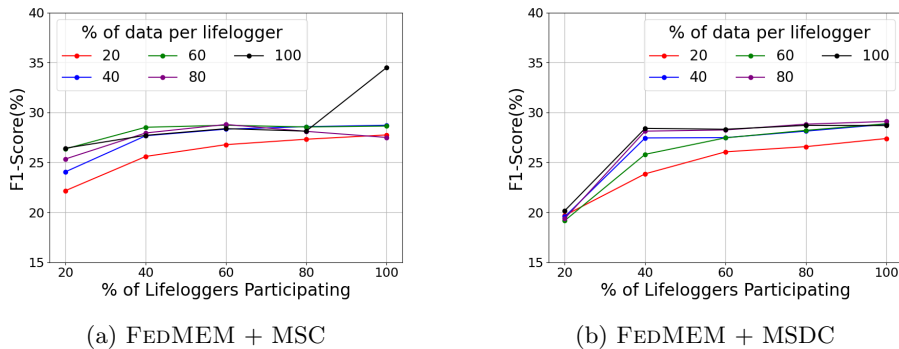 % of data per lifelogger
20 60 100
40 80
F1-Score(%)
40
35
30
25
20
15
20 40 60 80 100
% of Lifeloggers Participating
(a) FEDMEM + MSC
% of data per lifelogger
20 60 100
40 80
F1-Score(%)
40
35
30
25
20
15
20 40 60 80 100
% of Lifeloggers Participating
(b) FEDMEM + MSDC